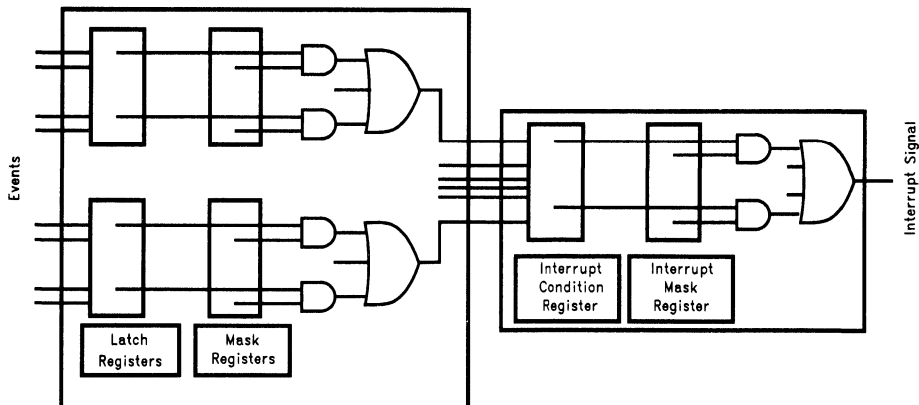 Events
Latch
Registers
Mask
Registers
Interrupt
Condition
Register
Interrupt
Mask
Register
Interrupt Signal